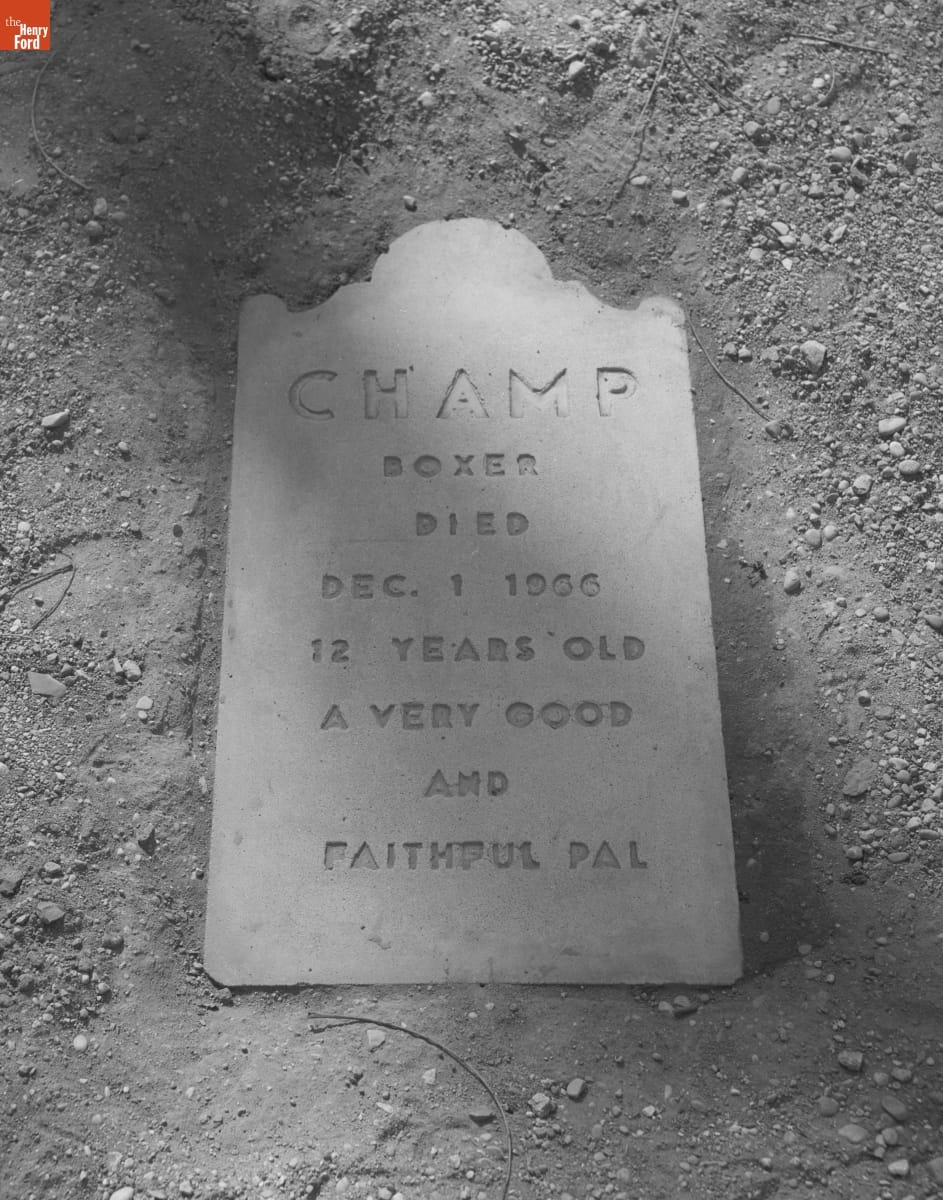 the
Henry
Ford
CHAMP
BOXER
DIED
DEC. 1 1966
12 YEARS OLD
A VERY GOOD
AND
FAITHFUL PAL